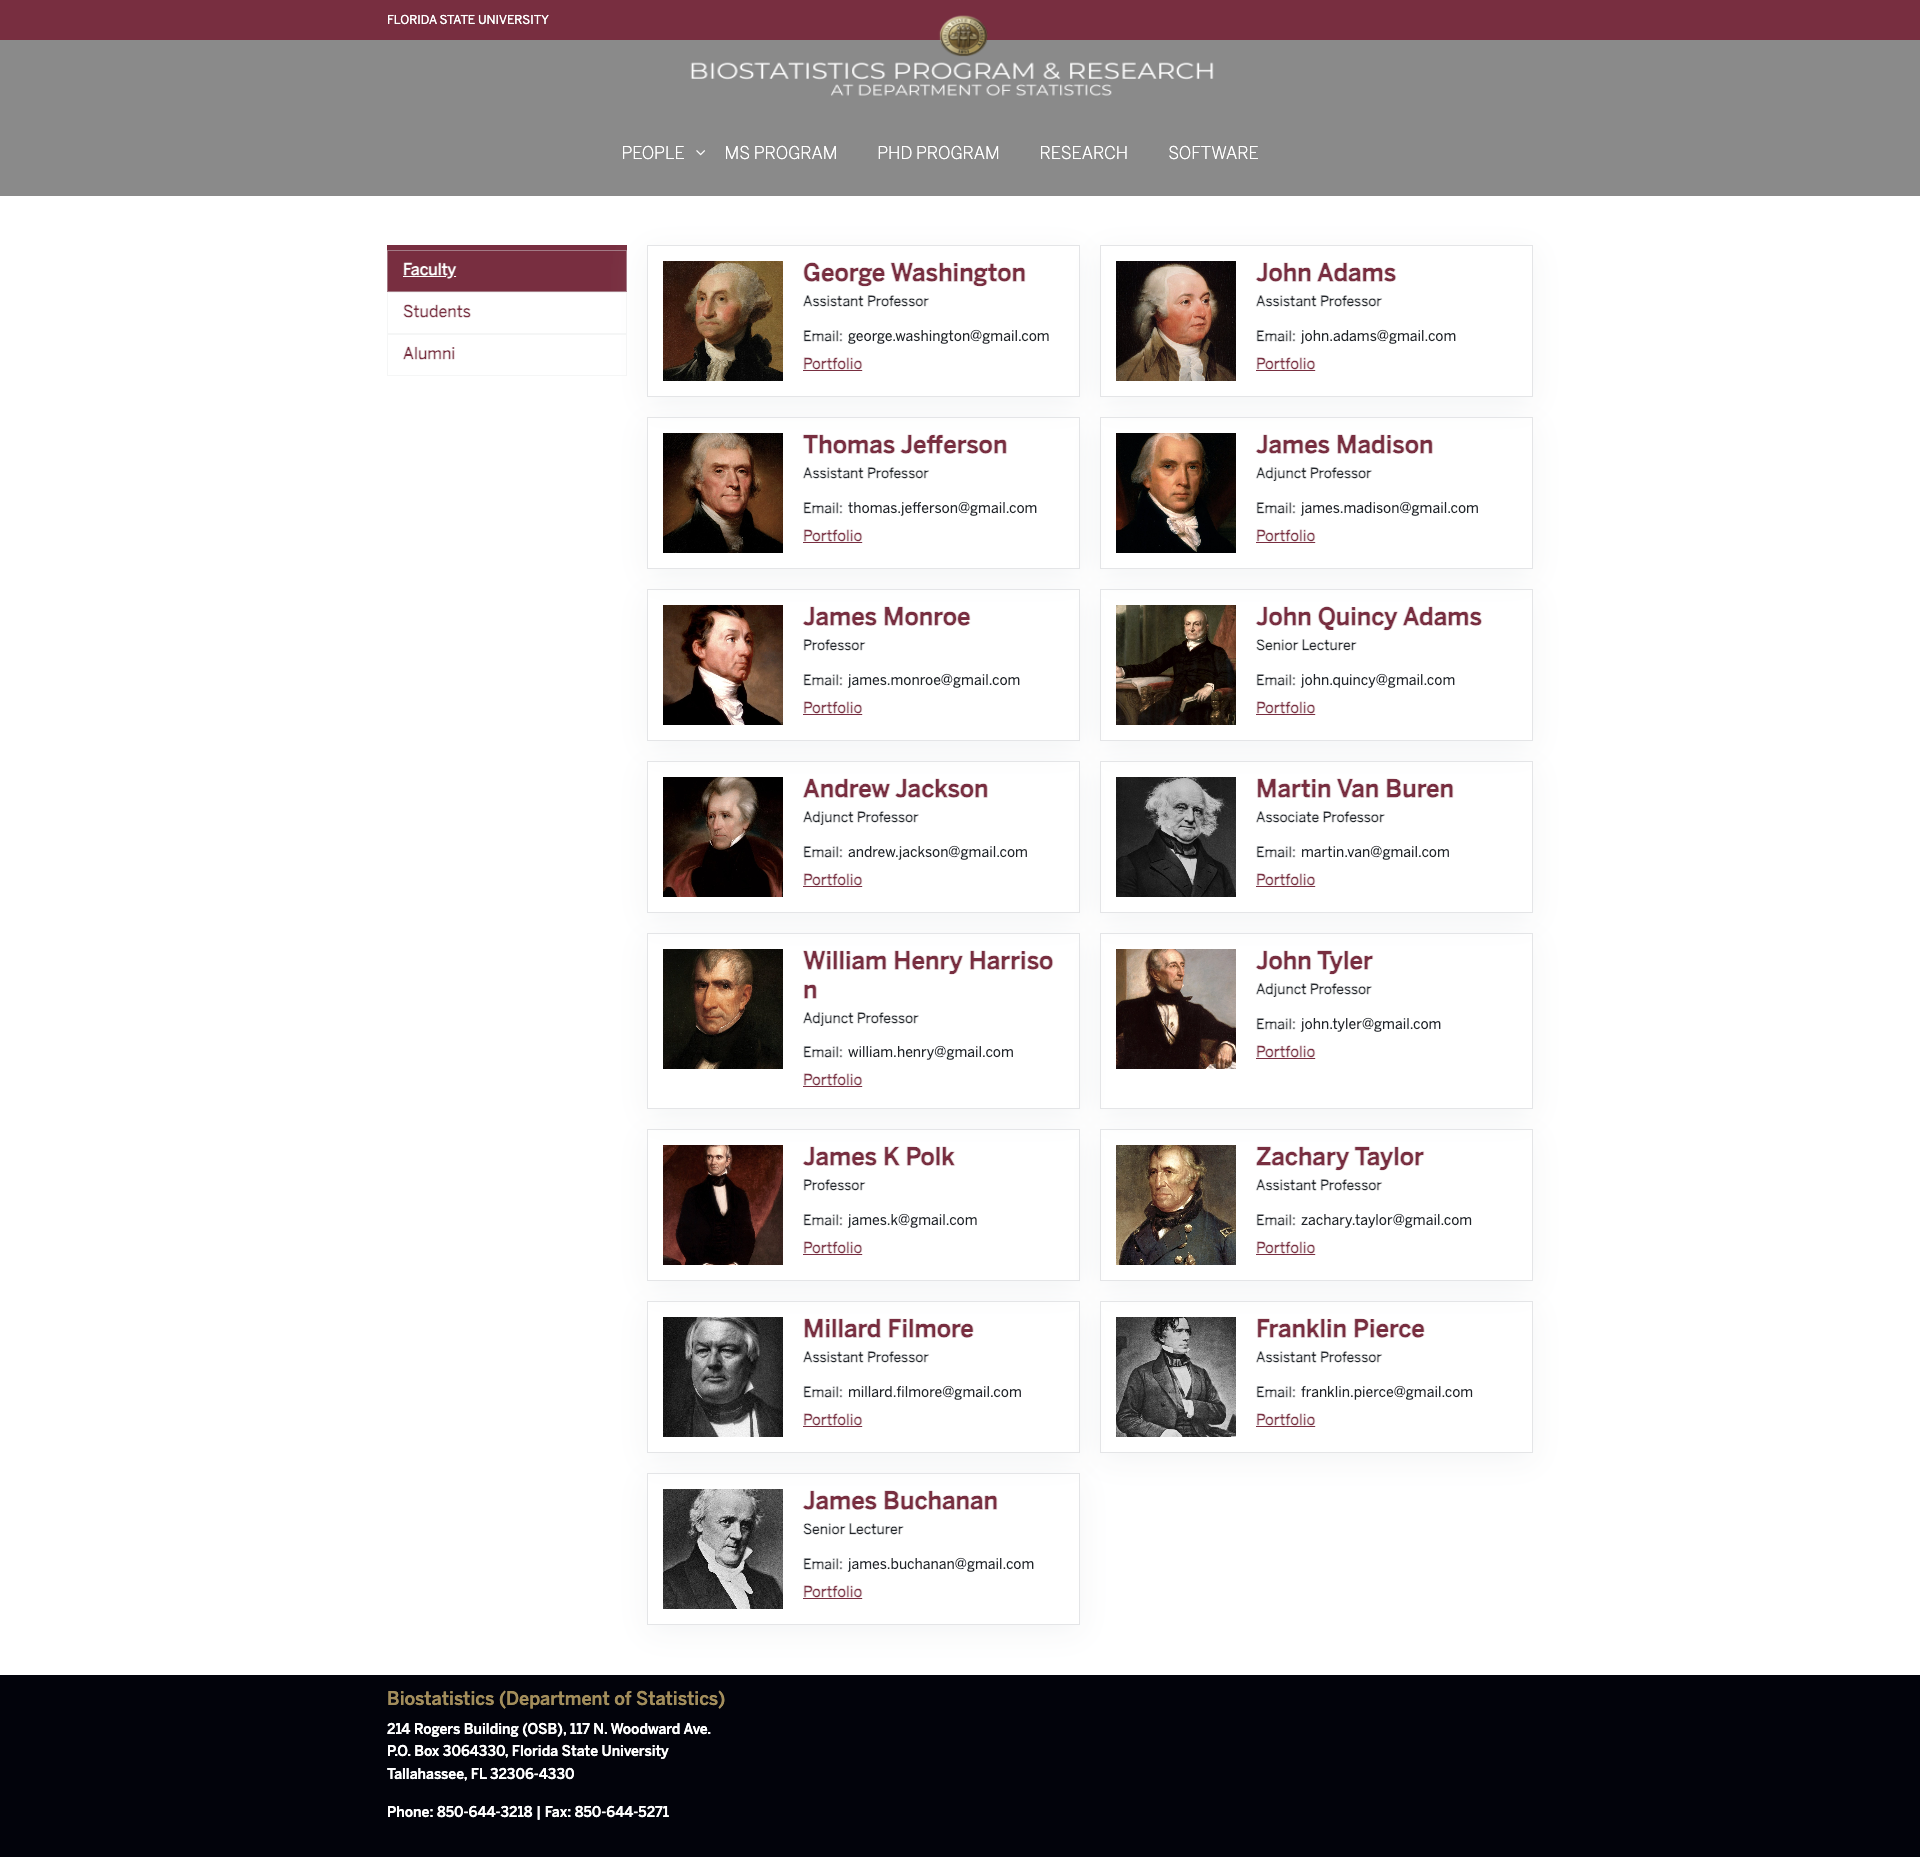 FLORIDA STATE UNIVERSITY
BIOSTATISTICS PROGRAM & RESEARCH
AT DEPARTMENT OF STATISTICS
PEOPLE MS PROGRAM PHD PROGRAM RESEARCH SOFTWARE
Faculty
Students
Alumni
George Washington
Assistant Professor
Email: george.washington@gmail.com
Portfolio
John Adams
Assistant Professor
Email: john.adams@gmail.com
Portfolio
Thomas Jefferson
Assistant Professor
Email: thomas.jefferson@gmail.com
Portfolio
James Madison
Adjunct Professor
Email: james.madison@gmail.com
Portfolio
James Monroe
Professor
Email: james.monroe@gmail.com
Portfolio
John Quincy Adams
Senior Lecturer
Email: john.quincy@gmail.com
Portfolio
Andrew Jackson
Adjunct Professor
Email: andrew.jackson@gmail.com
Portfolio
Martin Van Buren
Associate Professor
Email: martin.van@gmail.com
Portfolio
William Henry Harriso
n
Adjunct Professor
Email: william.henry@gmail.com
Portfolio
John Tyler
Adjunct Professor
Email: john.tyler@gmail.com
Portfolio
James K Polk
Professor
Email: james.k@gmail.com
Portfolio
Zachary Taylor
Assistant Professor
Email: zachary.taylor@gmail.com
Portfolio
Millard Filmore
Assistant Professor
Email: millard.filmore@gmail.com
Portfolio
Franklin Pierce
Assistant Professor
Email: franklin.pierce@gmail.com
Portfolio
James Buchanan
Senior Lecturer
Email: james.buchanan@gmail.com
Portfolio
Biostatistics (Department of Statistics)
214 Rogers Building (OSB), 117 N. Woodward Ave.
P.O. Box 3064330, Florida State University
Tallahassee, FL 32306-4330
Phone: 850-644-3218 | Fax: 850-644-5271